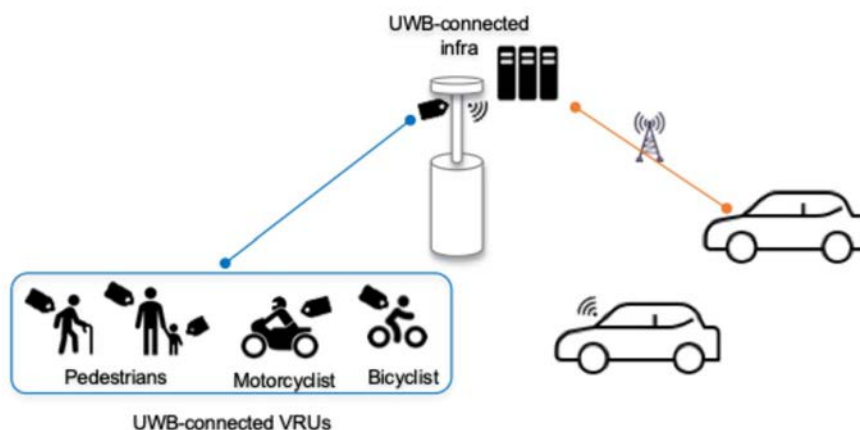 UWB-connected
infra
Pedestrians
Motorcyclist
Bicyclist
UWB-connected VRUs